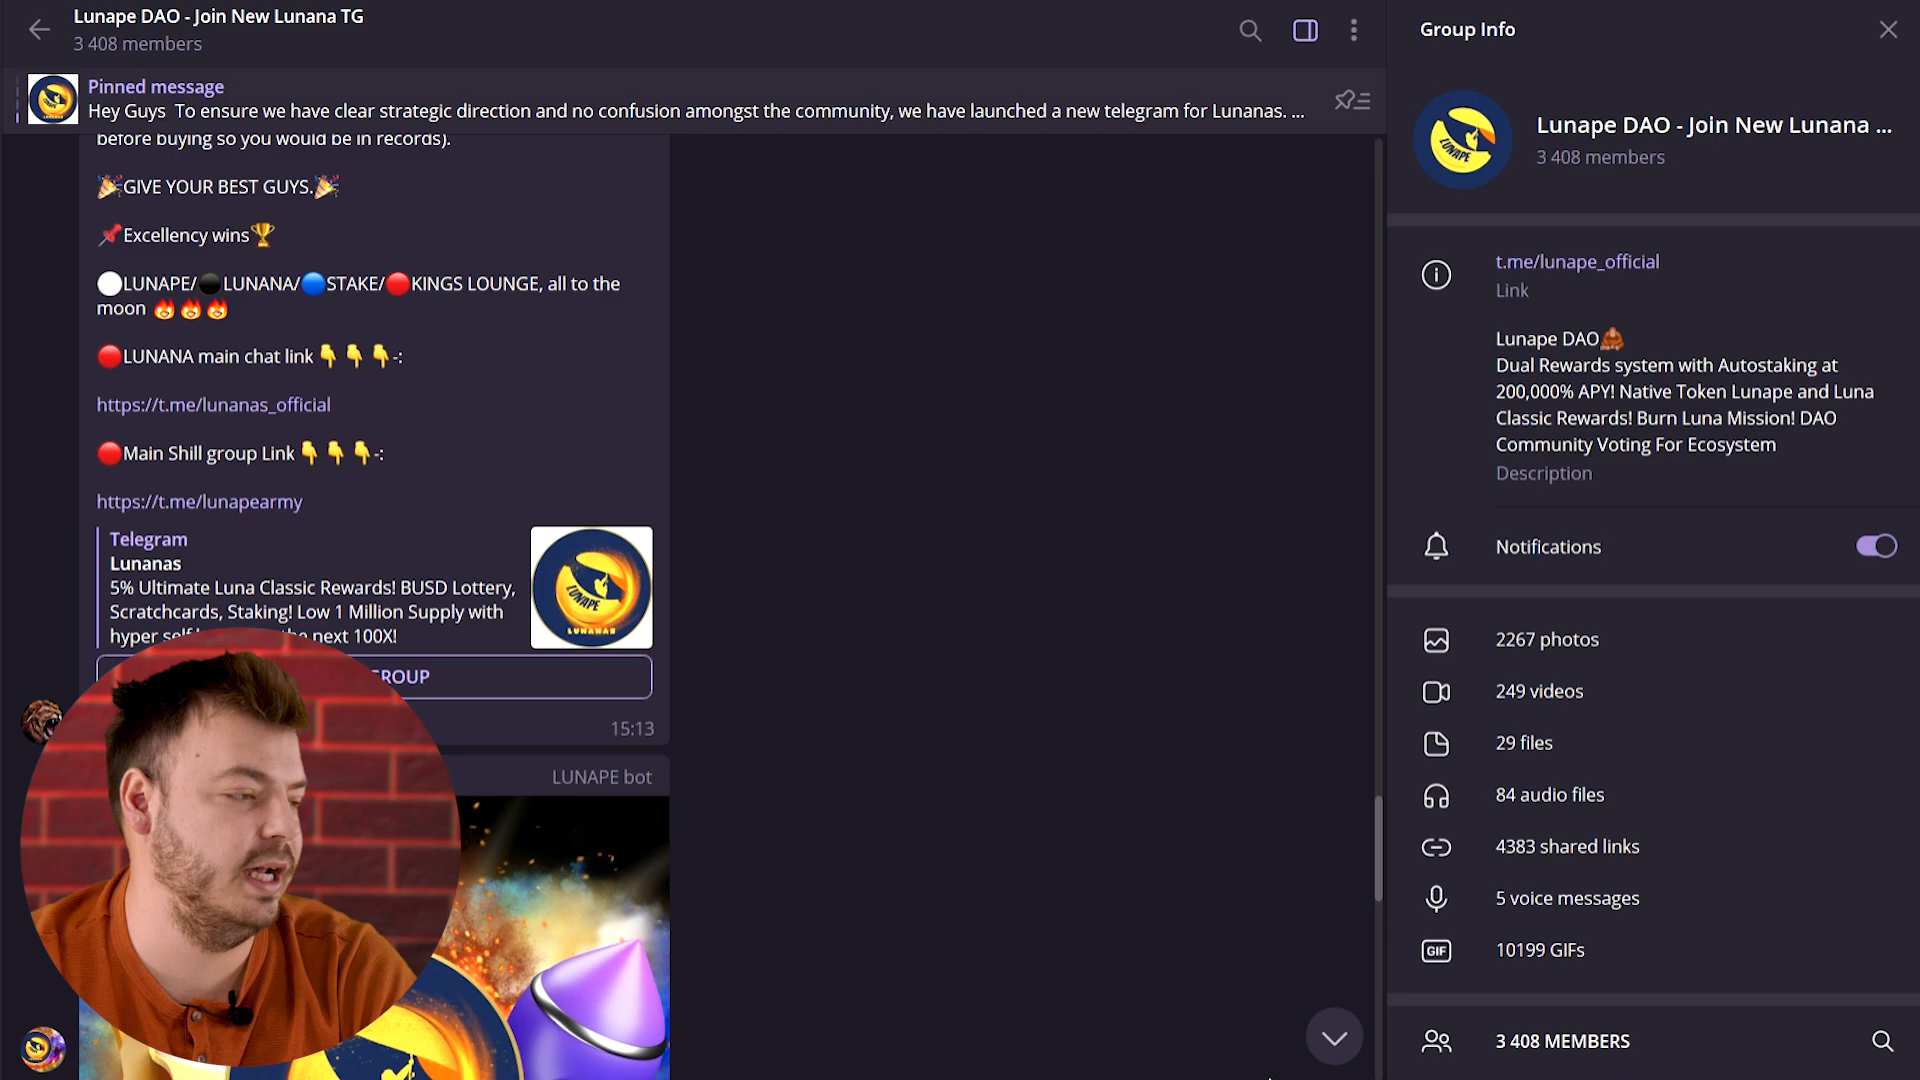 Lunape DAO - Join New Lunana TG
3 408 members
Pinned message
Hey Guys  To ensure we have clear strategic direction and no confusion amongst the community, we have launched a new telegram for Lunanas. ...
before buying so you would be in records).
🎉GIVE YOUR BEST GUYS.🎉
📌Excellency wins🏆
⚪LUNAPE/⚫LUNANA/🔵STAKE/🔴KINGS LOUNGE, all to the
moon 🔥🔥🔥
🔴LUNANA main chat link👇👇👇-:
https://t.me/lunanas_official
🔴Main Shill group Link👇👇👇-:
https://t.me/lunapearmy
Telegram
Lunanas
5% Ultimate Luna Classic Rewards! BUSD Lottery,
Scratchcards, Staking! Low 1 Million Supply with
hyper next 100X!
LUNAPE
LUNANAS
GROUP
15:13
LUNAPE bot
Group Info
LUNAPE
Lunape DAO - Join New Lunana ...
3 408 members
t.me/lunape_official
Link
Lunape DAO🦧
Dual Rewards system with Autostaking at
200,000% APY! Native Token Lunape and Luna
Classic Rewards! Burn Luna Mission! DAO
Community Voting For Ecosystem
Description
Notifications
2267 photos
249 videos
29 files
84 audio files
4383 shared links
5 voice messages
GIF
10199 GIFs
3 408 MEMBERS